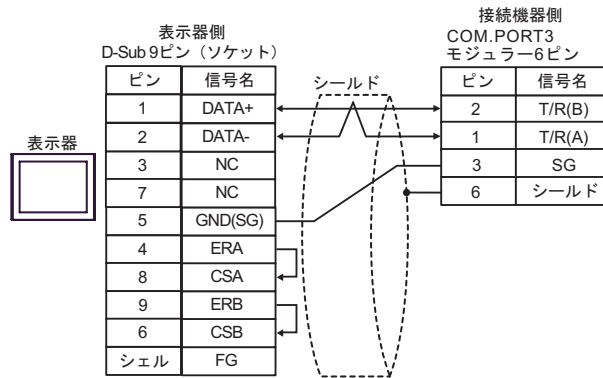 表示器側
D-Sub 9ピン（ソケット）
接続機器側
COM.PORT3
モジュラー6ピン
表示器
シールド
ピン 信号名
1 DATA+
2 DATA-
3 NC
7 NC
5 GND(SG)
4 ERA
8 CSA
9 ERB
6 CSB
シェル FG
ピン 信号名
2 T/R(B)
1 T/R(A)
3 SG
6 シールド